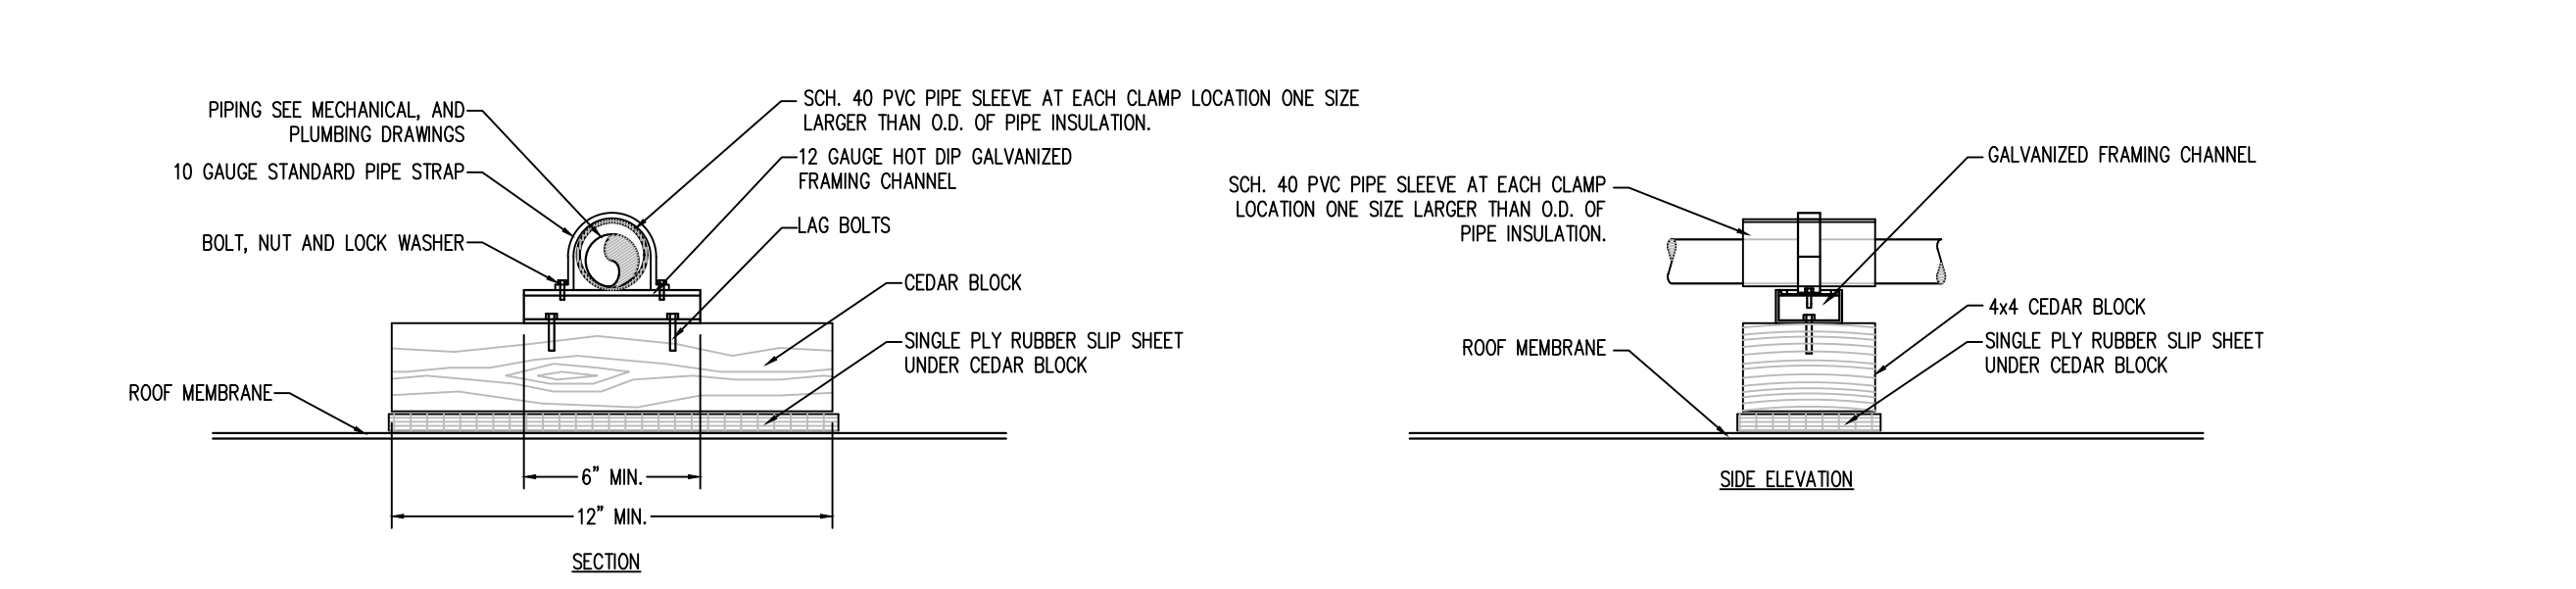 PIPING SEE MECHANICAL, AND
PLUMBING DRAWINGS
10 GAUGE STANDARD PIPE STRAP
BOLT, NUT AND LOCK WASHER
ROOF MEMBRANE
SCH. 40 PVC PIPE SLEEVE AT EACH CLAMP LOCATION ONE SIZE
LARGER THAN O.D. OF PIPE INSULATION.
12 GAUGE HOT DIP GALVANIZED
FRAMING CHANNEL
LAG BOLTS
CEDAR BLOCK
SINGLE PLY RUBBER SLIP SHEET
UNDER CEDAR BLOCK
6" MIN.
12" MIN.
SECTION
SCH. 40 PVC PIPE SLEEVE AT EACH CLAMP
LOCATION ONE SIZE LARGER THAN O.D. OF
PIPE INSULATION.
ROOF MEMBRANE
GALVANIZED FRAMING CHANNEL
4x4 CEDAR BLOCK
SINGLE PLY RUBBER SLIP SHEET
UNDER CEDAR BLOCK
SIDE ELEVATION